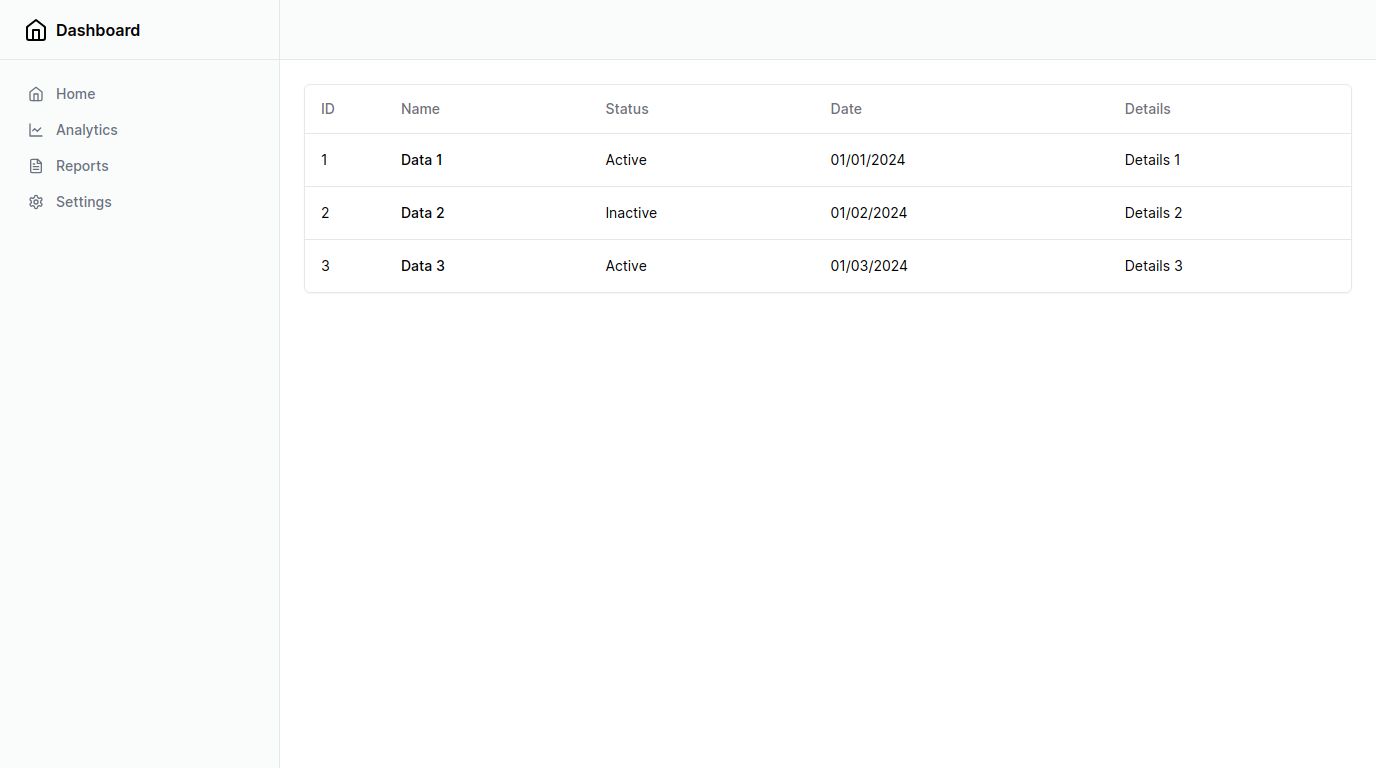 Dashboard
Home
Analytics
Reports
Settings
ID Name Status Date Details
1 Data 1 Active 01/01/2024 Details 1
2 Data 2 Inactive 01/02/2024 Details 2
3 Data 3 Active 01/03/2024 Details 3